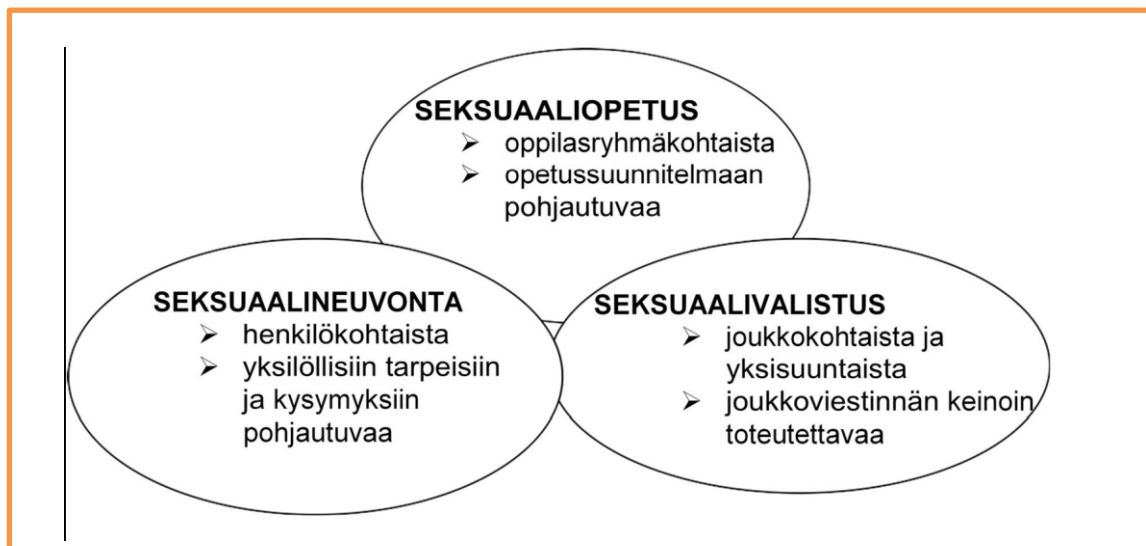 SEKSUAALIOPETUS
➢ oppilasryhmäkohtaista
➢ opetussuunnitelmaan
pohjautuvaa
SEKSUAALINEUVONTA
➢ henkilökohtaista
➢ yksilöllisiin tarpeisiin
ja kysymyksiin
pohjautuvaa
SEKSUAALIVALISTUS
➢ joukkokohtaista ja
yksisuuntaista
➢ joukkoviestinnän keinoin
toteutettavaa